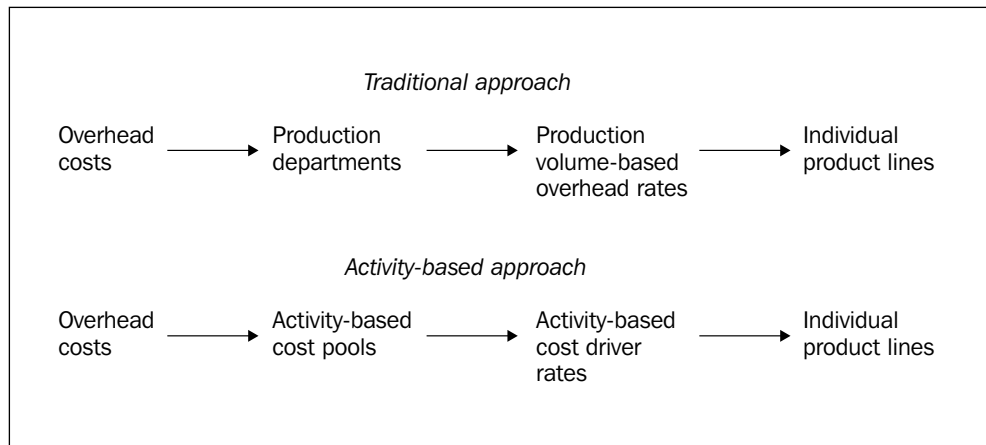 Traditional approach
Overhead
costs
Production
departments
Production
volume-based
overhead rates
Individual
product lines
Activity-based approach
Overhead
costs
Activity-based
cost pools
Activity-based
cost driver
rates
Individual
product lines